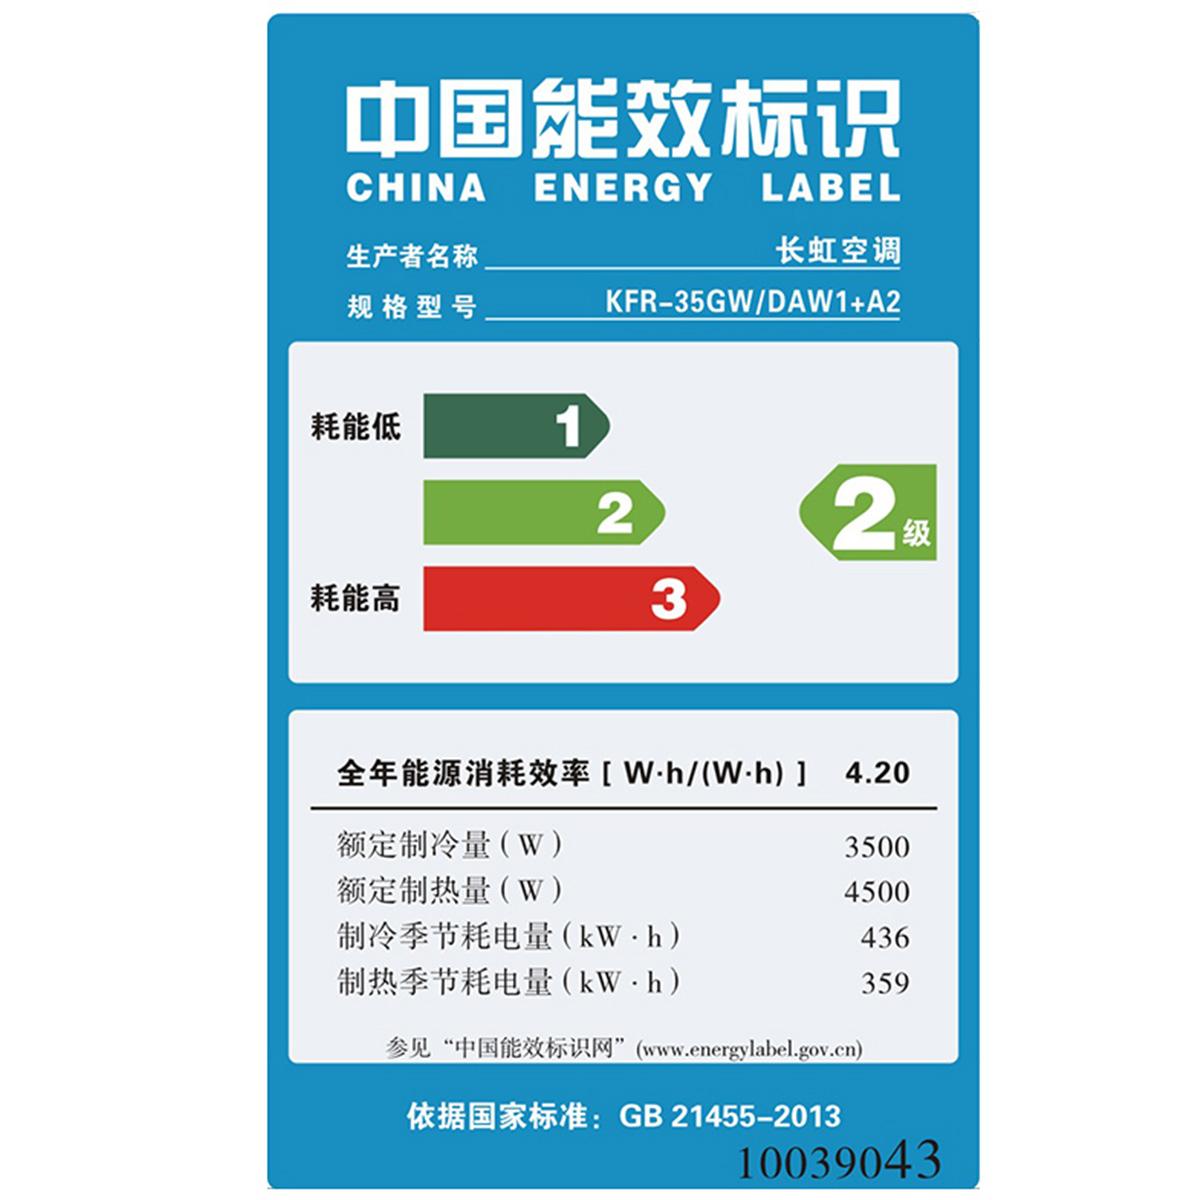 中国能效标识
CHINA ENERGY LABEL
生产者名称 长虹空调
规格型号 KFR-35GW/DAW1+A2
耗能低
1
2
2级
耗能高
3
全年能源消耗效率 [ W·h/(W·h) ] 4.20
额定制冷量 ( W ) 3500
额定制热量 ( W ) 4500
制冷季节耗电量 ( kW · h ) 436
制热季节耗电量 ( kW · h ) 359
参见“中国能效标识网”(www.energylabel.gov.cn)
依据国家标准：GB 21455-2013
10039043